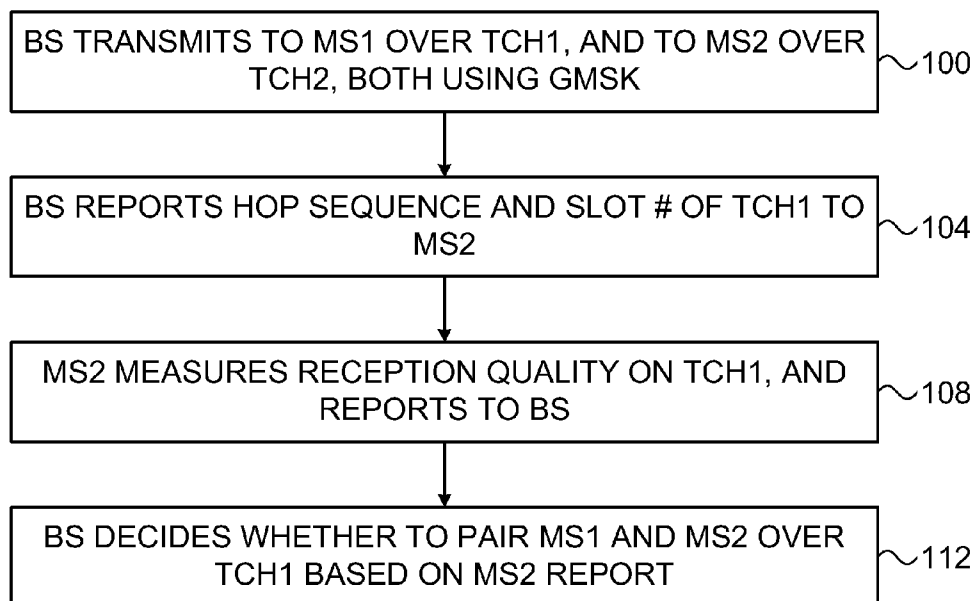 BS TRANSMITS TO MS1 OVER TCH1, AND TO MS2 OVER
TCH2, BOTH USING GMSK
100
BS REPORTS HOP SEQUENCE AND SLOT # OF TCH1 TO
MS2
104
MS2 MEASURES RECEPTION QUALITY ON TCH1, AND
REPORTS TO BS
108
BS DECIDES WHETHER TO PAIR MS1 AND MS2 OVER
TCH1 BASED ON MS2 REPORT
112